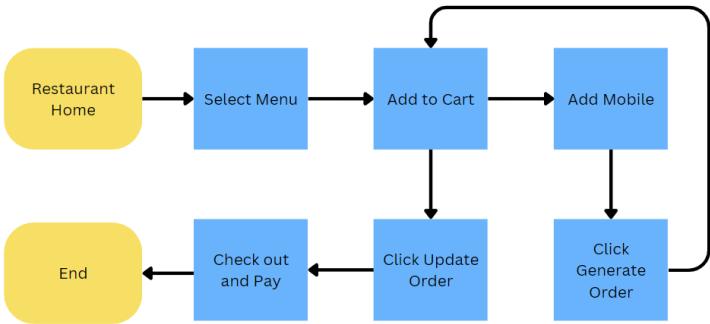 Restaurant
Home
Select Menu
Add to Cart
Add Mobile
End
Check out
and Pay
Click Update
Order
Click
Generate
Order